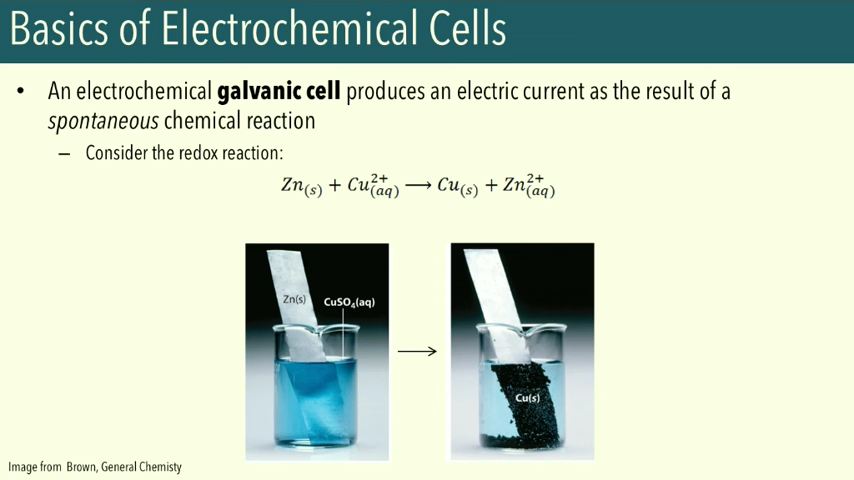 Basics of Electrochemical Cells
• An electrochemical galvanic cell produces an electric current as the result of a
spontaneous chemical reaction
– Consider the redox reaction:
Zn(s) + Cu2+(aq) ⟶ Cu(s) + Zn2+(aq)
Zn(s)
CuSO4(aq)
Cu(s)
Image from Brown, General Chemisty